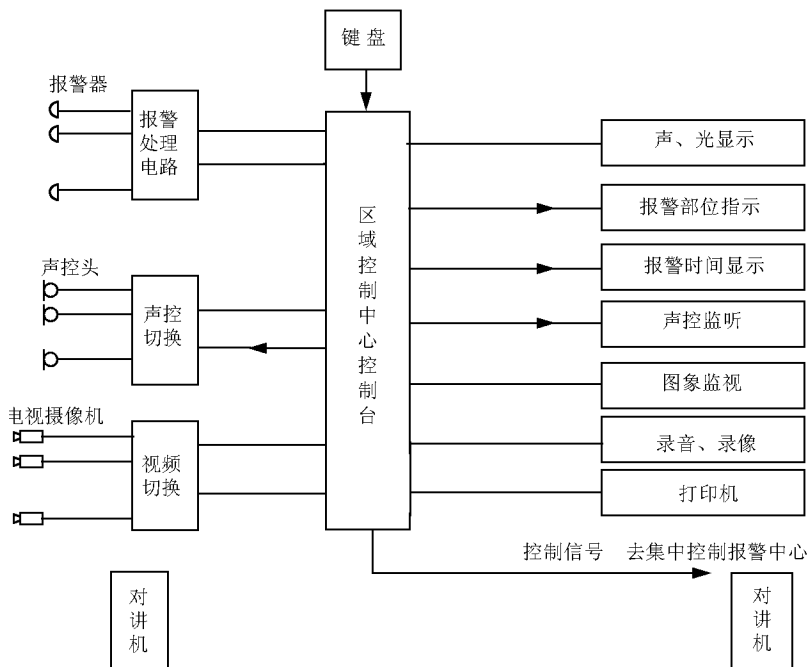 键盘
报警器
报警
处理
电路
声、光显示
报警部位指示
区域控制中心控制台
声控头
报警时间显示
声控
切换
声控监听
图象监视
电视摄像机
视频
切换
录音、录像
打印机
控制信号 去集中控制报警中心
对讲机
对讲机